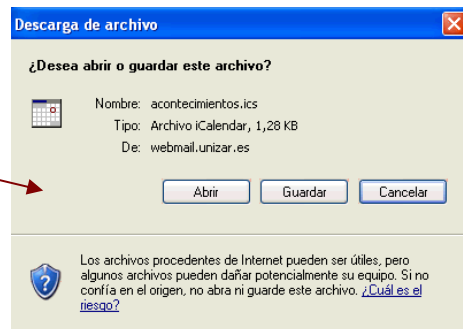 Descarga de archivo
¿Desea abrir o guardar este archivo?
Nombre: acontecimientos.ics
Tipo: Archivo iCalendar, 1,28 KB
De: webmail.unizar.es
Abrir Guardar Cancelar
Los archivos procedentes de Internet pueden ser útiles, pero
algunos archivos pueden dañar potencialmente su equipo. Si no
confía en el origen, no abra ni guarde este archivo. ¿Cuál es el
riesgo?